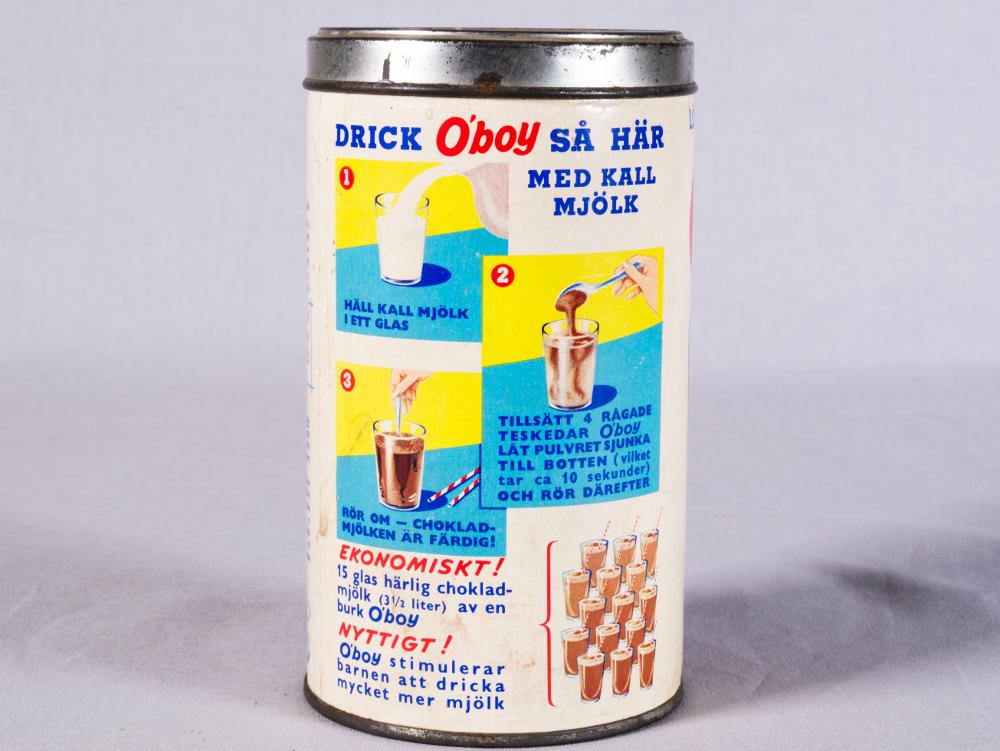 DRICK O'boy SÅ HÄR
MED KALL
MJÖLK
1
HÄLL KALL MJÖLK
I ETT GLAS
2
TILLSÄTT 4 RÅGADE
TESKEDAR O'boy
LÅT PULVRET SJUNKA
TILL BOTTEN (vilket
tar ca 10 sekunder)
OCH RÖR DÄREFTER
3
RÖR OM – CHOKLAD-
MJÖLKEN ÄR FÄRDIG!
EKONOMISKT!
15 glas härlig choklad-
mjölk (3 1/2 liter) av en
burk O'boy
NYTTIGT!
O'boy stimulerar
barnen att dricka
mycket mer mjölk